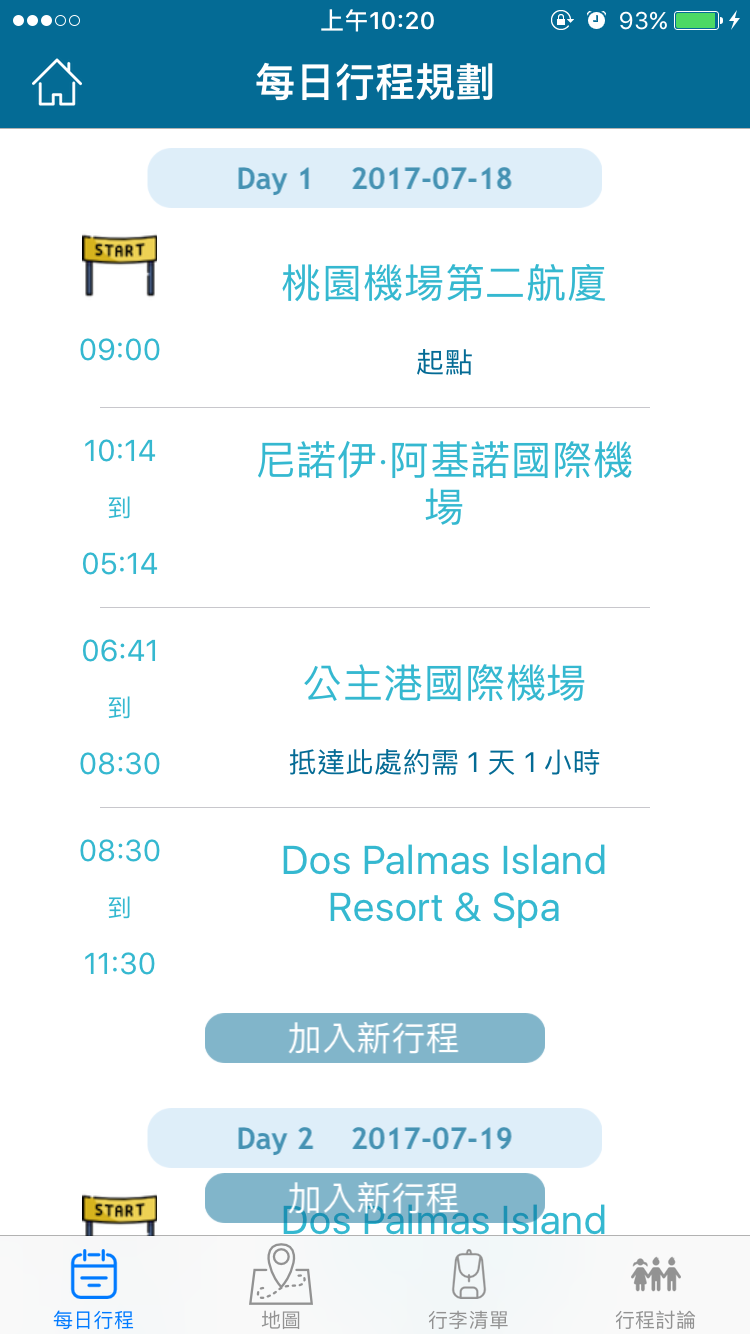 上午10:20
93%
每日行程規劃
Day 1 2017-07-18
START
桃園機場第二航廈
09:00
起點
10:14
到
05:14
尼諾伊·阿基諾國際機
場
06:41
到
08:30
公主港國際機場
抵達此處約需 1 天 1 小時
08:30
到
11:30
Dos Palmas Island
Resort & Spa
加入新行程
Day 2 2017-07-19
加入新行程
START
Dos Palmas Island
每日行程
地圖
行李清單
行程討論